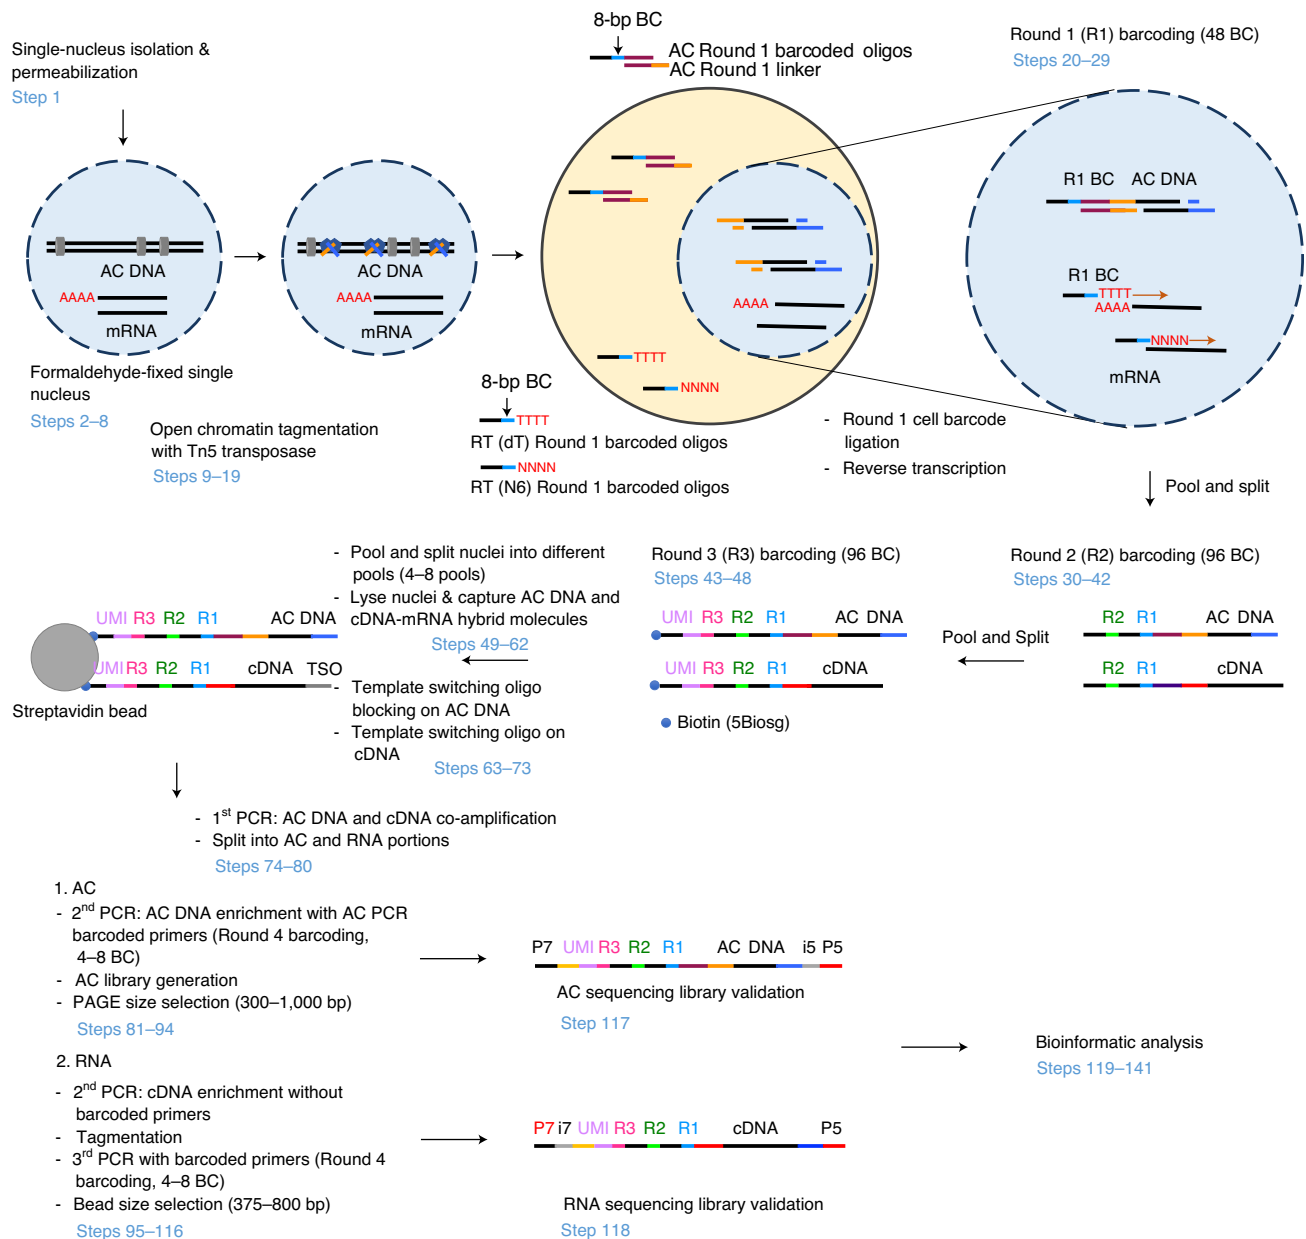 Single-nucleus isolation &
permeabilization
Step 1
AC DNA
AAAA
mRNA
Formaldehyde-fixed single
nucleus
Steps 2–8
AC DNA
AAAA
mRNA
Open chromatin tagmentation
with Tn5 transposase
Steps 9–19
8-bp BC
AC Round 1 barcoded oligos
AC Round 1 linker
AAAA
TTTT
NNNN
8-bp BC
TTTT
RT (dT) Round 1 barcoded oligos
NNNN
RT (N6) Round 1 barcoded oligos
- Round 1 cell barcode
ligation
- Reverse transcription
Round 1 (R1) barcoding (48 BC)
Steps 20–29
R1 BC AC DNA
R1 BC
TTTT
AAAA
NNNN
mRNA
Pool and split
Round 2 (R2) barcoding (96 BC)
Steps 30–42
R2 R1 AC DNA
R2 R1 cDNA
Pool and Split
Round 3 (R3) barcoding (96 BC)
Steps 43–48
UMI R3 R2 R1 AC DNA
UMI R3 R2 R1 cDNA
Biotin (5Biosg)
- Pool and split nuclei into different
pools (4–8 pools)
- Lyse nuclei & capture AC DNA and
cDNA-mRNA hybrid molecules
Steps 49–62
- Template switching oligo
blocking on AC DNA
- Template switching oligo on
cDNA
Steps 63–73
UMI R3 R2 R1 AC DNA
UMI R3 R2 R1 cDNA TSO
Streptavidin bead
- 1st PCR: AC DNA and cDNA co-amplification
- Split into AC and RNA portions
Steps 74–80
1. AC
- 2nd PCR: AC DNA enrichment with AC PCR
barcoded primers (Round 4 barcoding,
4–8 BC)
- AC library generation
- PAGE size selection (300–1,000 bp)
Steps 81–94
P7 UMI R3 R2 R1 AC DNA i5 P5
AC sequencing library validation
Step 117
2. RNA
- 2nd PCR: cDNA enrichment without
barcoded primers
- Tagmentation
- 3rd PCR with barcoded primers (Round 4
barcoding, 4–8 BC)
- Bead size selection (375–800 bp)
Steps 95–116
P7 i7 UMI R3 R2 R1 cDNA P5
RNA sequencing library validation
Step 118
Bioinformatic analysis
Steps 119–141